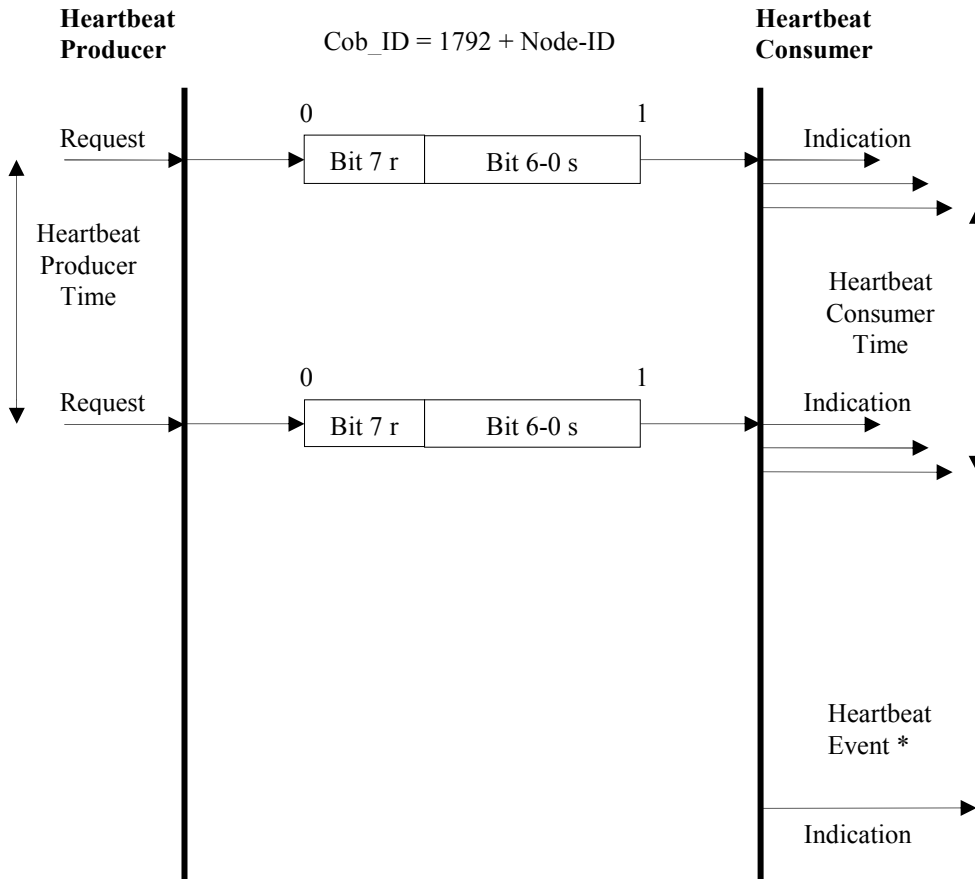 Heartbeat
Producer
Cob_ID = 1792 + Node-ID
Heartbeat
Consumer
0
1
Request
Bit 7 r
Bit 6-0 s
Indication
Heartbeat
Producer
Time
Heartbeat
Consumer
Time
0
1
Request
Bit 7 r
Bit 6-0 s
Indication
Heartbeat
Event *
Indication